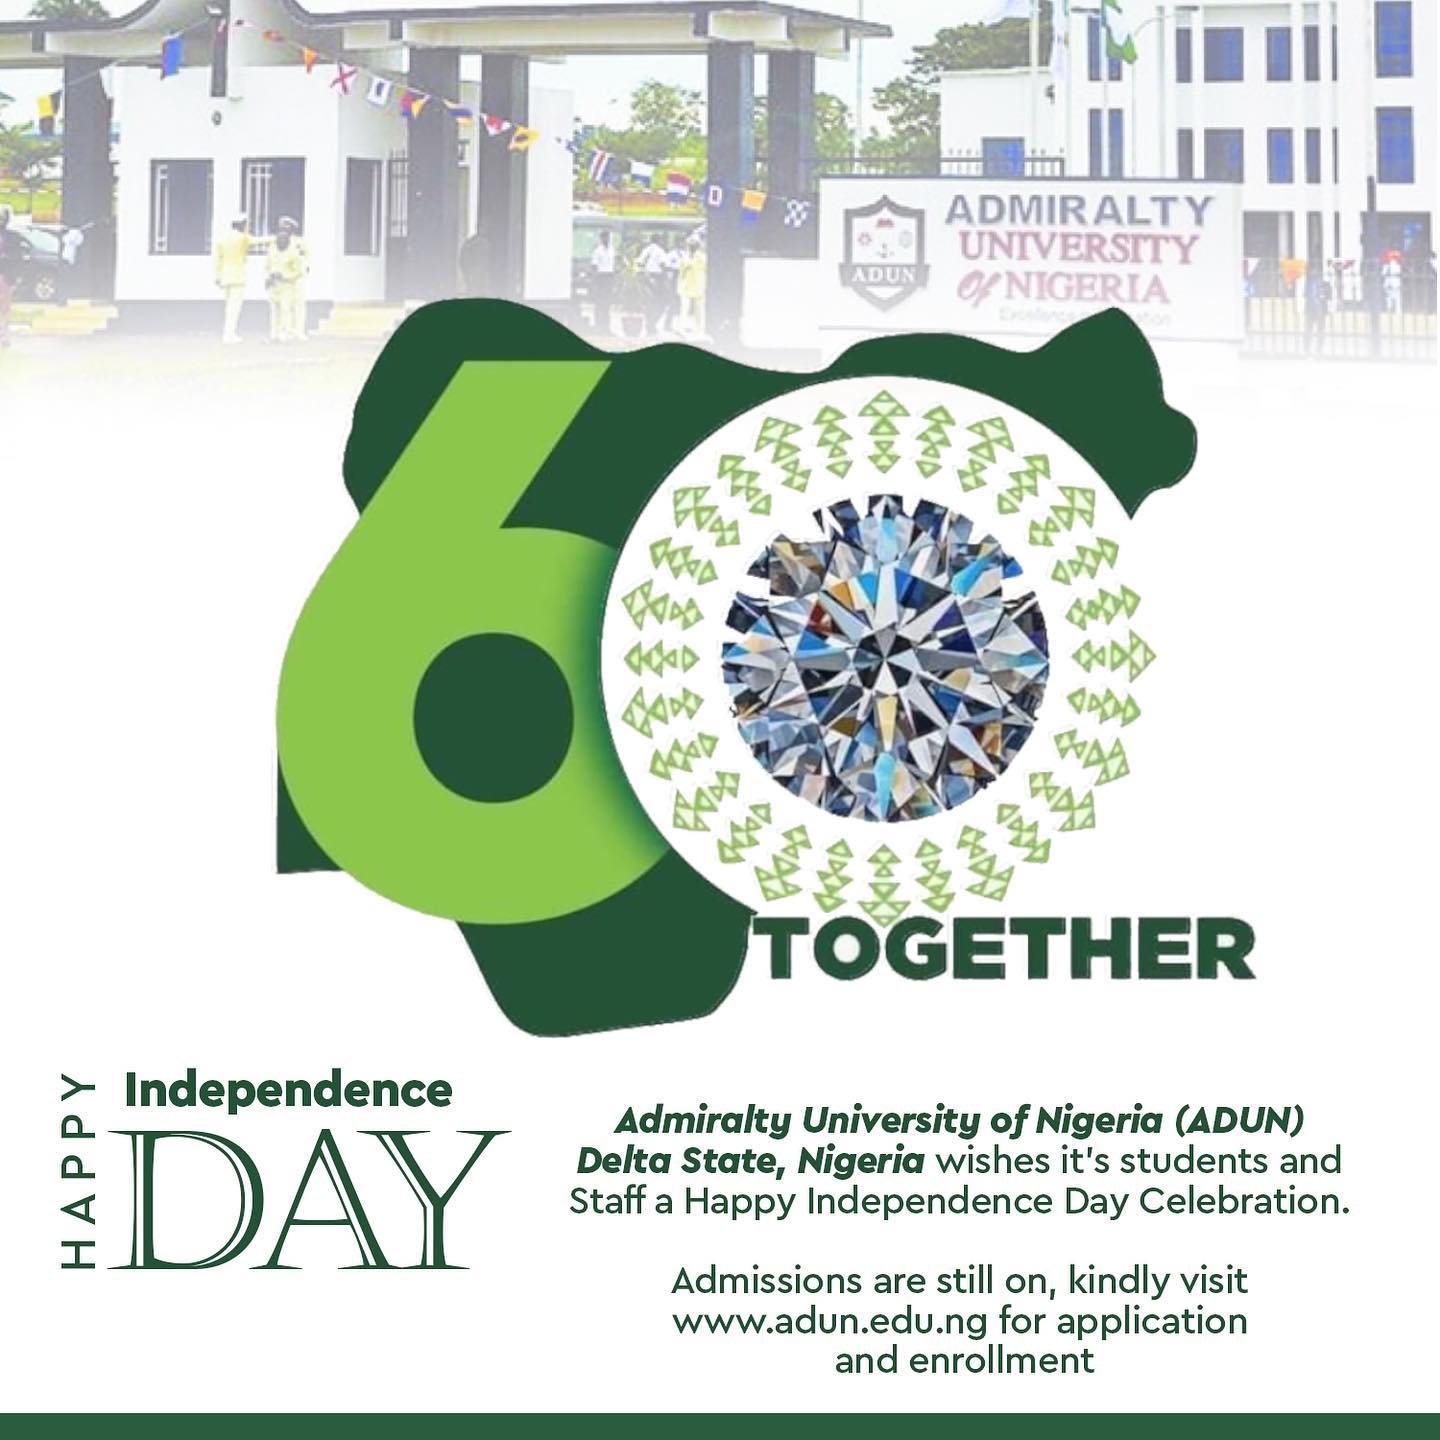 ADMIRALTY
UNIVERSITY
Of NIGERIA
ADUN
60
TOGETHER
HAPPY
Independence
DAY
Admiralty University of Nigeria (ADUN)
Delta State, Nigeria wishes it's students and
Staff a Happy Independence Day Celebration.
Admissions are still on, kindly visit
www.adun.edu.ng for application
and enrollment